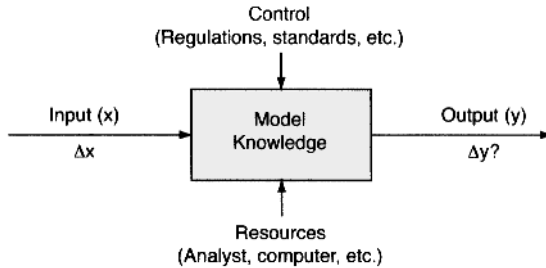 Control
(Regulations, standards, etc.)
Input (x)
Δx
Model
Knowledge
Output (y)
Δy?
Resources
(Analyst, computer, etc.)